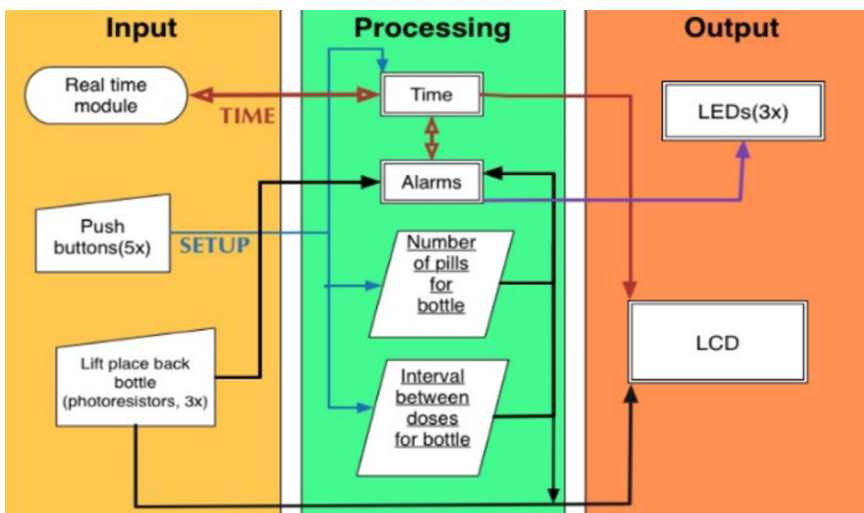 Input
Processing
Output
Real time
module
TIME
Time
LEDs(3x)
Alarms
Push
buttons(5x)
SETUP
Number
of pills
for
bottle
LCD
Lift place back
bottle
(photoresistors, 3x)
Interval
between
doses
for bottle